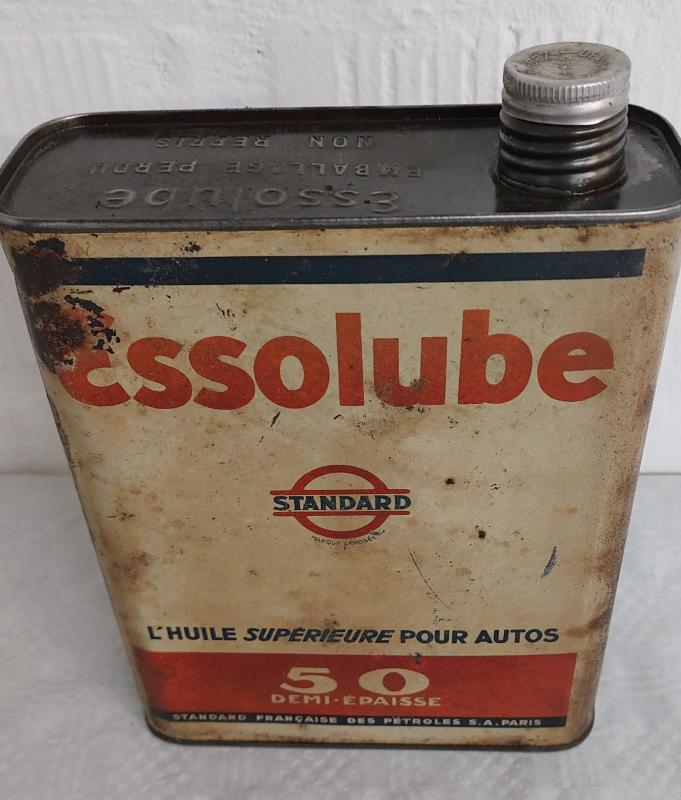 NON REPRIS
EMBALLAGE PERDU
Essolube
essolube
STANDARD
MARQUE DÉPOSÉE
L'HUILE SUPÉRIEURE POUR AUTOS
50
DEMI-ÉPAISSE
STANDARD FRANÇAISE DES PÉTROLES S.A. PARIS